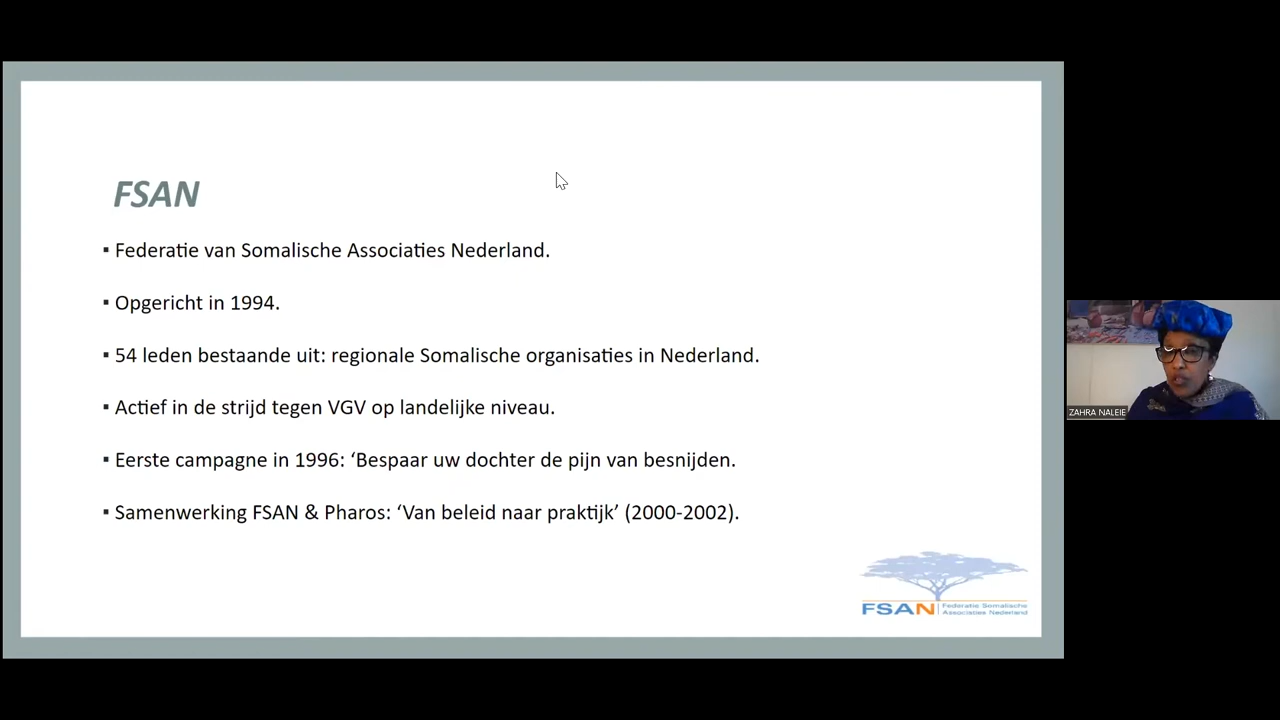 FSAN
▪ Federatie van Somalische Associaties Nederland.
▪ Opgericht in 1994.
▪ 54 leden bestaande uit: regionale Somalische organisaties in Nederland.
▪ Actief in de strijd tegen VGV op landelijke niveau.
▪ Eerste campagne in 1996: ‘Bespaar uw dochter de pijn van besnijden.
▪ Samenwerking FSAN & Pharos: ‘Van beleid naar praktijk’ (2000-2002).
FSAN
Federatie Somalische
Associaties Nederland
ZAHRA NALEIE